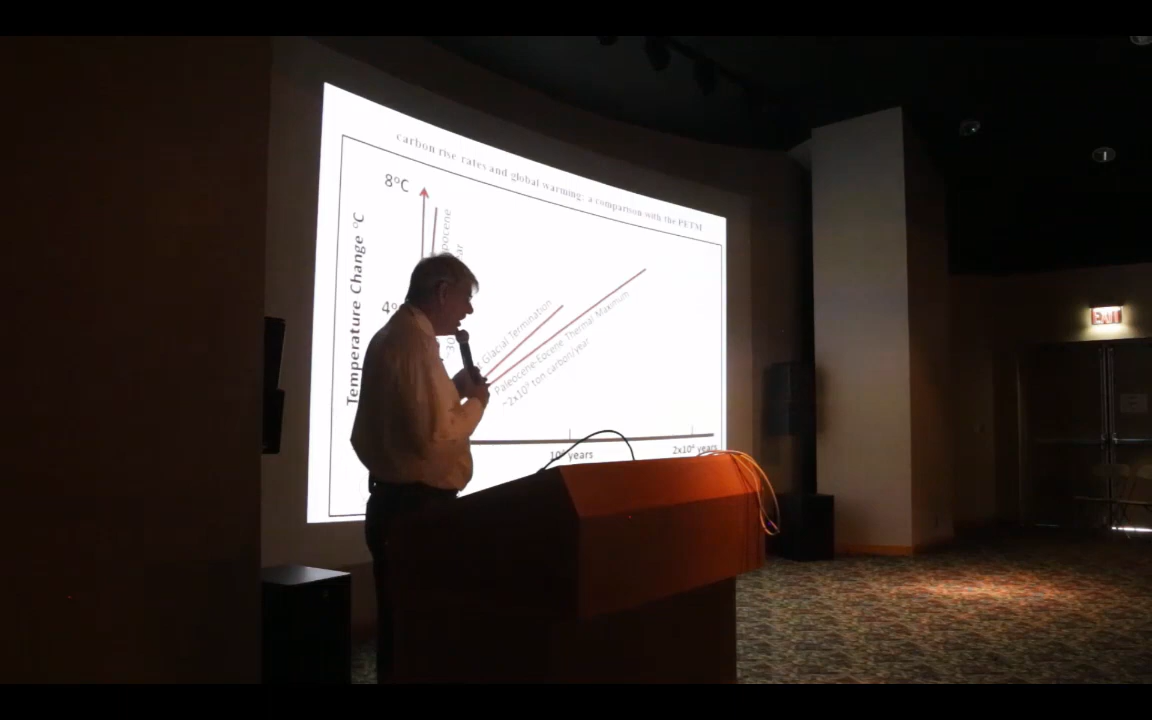 carbon rise rates and global warming: a comparison with the PETM
8°C
Temperature Change °C
4°
Glacial Termination
Paleocene-Eocene Thermal Maximum
~2x10⁹ ton carbon/year
years
2x10⁴ years
EXIT